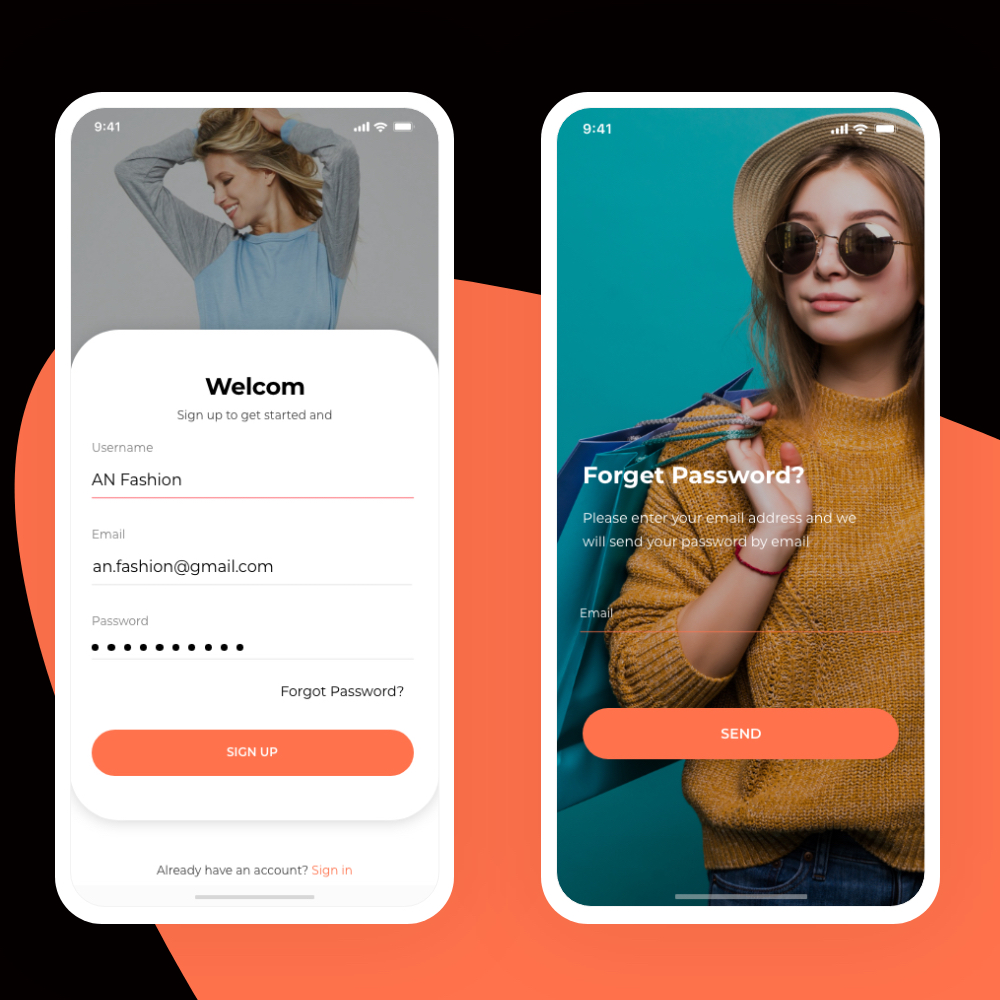 9:41
Welcom
Sign up to get started and
Username
AN Fashion
Email
an.fashion@gmail.com
Password
Forgot Password?
SIGN UP
Already have an account? Sign in
9:41
Forget Password?
Please enter your email address and we
will send your password by email
Email
SEND